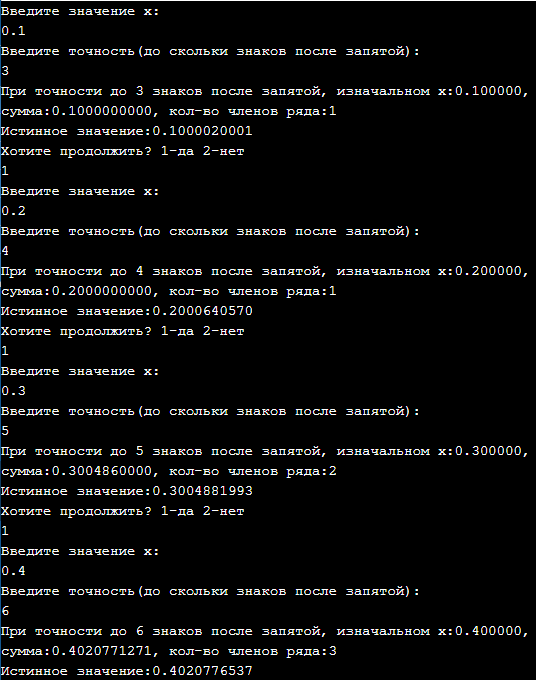 Введите значение x:
0.1
Введите точность(до скольки знаков после запятой):
3
При точности до 3 знаков после запятой, изначальном x:0.100000,
сумма:0.1000000000, кол-во членов ряда:1
Истинное значение:0.1000020001
Хотите продолжить? 1-да 2-нет
1
Введите значение x:
0.2
Введите точность(до скольки знаков после запятой):
4
При точности до 4 знаков после запятой, изначальном x:0.200000,
сумма:0.2000000000, кол-во членов ряда:1
Истинное значение:0.2000640570
Хотите продолжить? 1-да 2-нет
1
Введите значение x:
0.3
Введите точность(до скольки знаков после запятой):
5
При точности до 5 знаков после запятой, изначальном x:0.300000,
сумма:0.3004860000, кол-во членов ряда:2
Истинное значение:0.3004881993
Хотите продолжить? 1-да 2-нет
1
Введите значение x:
0.4
Введите точность(до скольки знаков после запятой):
6
При точности до 6 знаков после запятой, изначальном x:0.400000,
сумма:0.4020771271, кол-во членов ряда:3
Истинное значение:0.4020776537